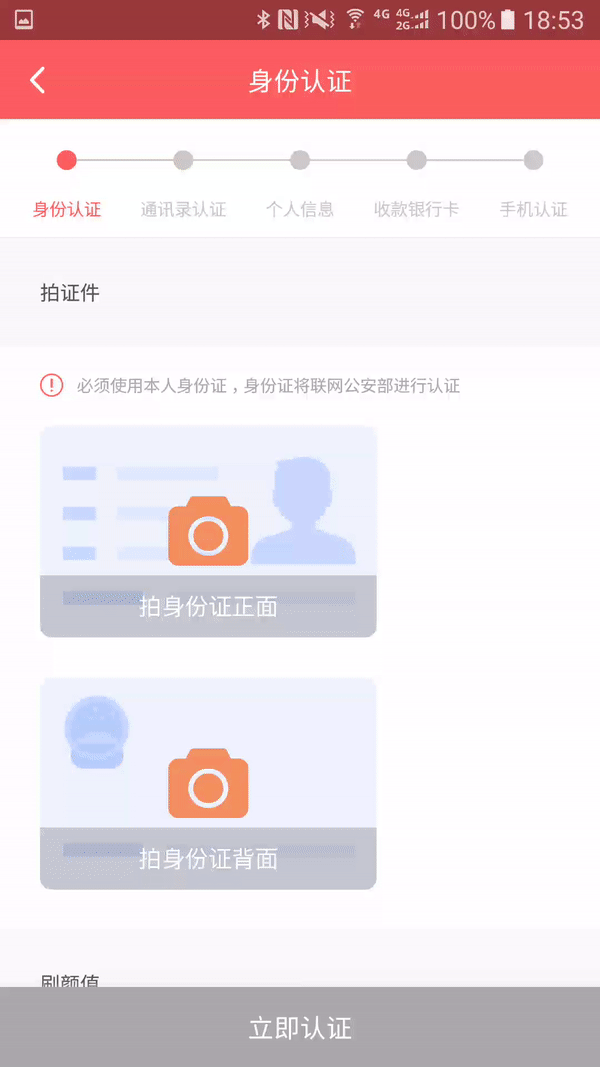 4G 4G 2G 100% 18:53
身份认证
身份认证 通讯录认证 个人信息 收款银行卡 手机认证
拍证件
必须使用本人身份证，身份证将联网公安部进行认证
拍身份证正面
拍身份证背面
刷颜值
立即认证